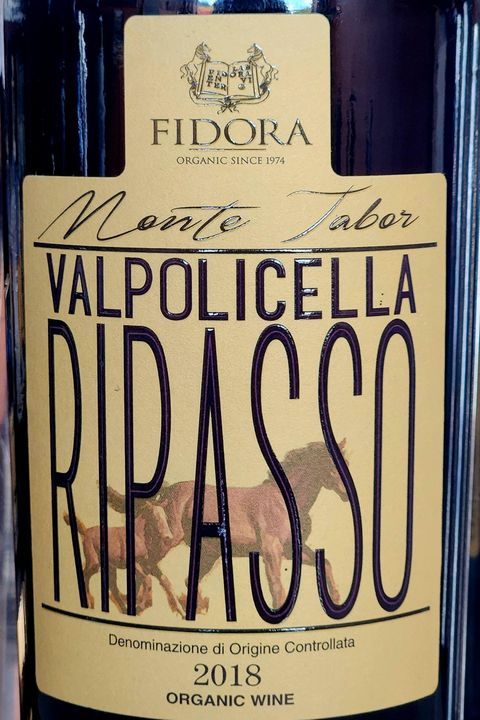 FIDORA
ORGANIC SINCE 1974
Monte Tabor
VALPOLICELLA
RIPASSO
Denominazione di Origine Controllata
2018
ORGANIC WINE